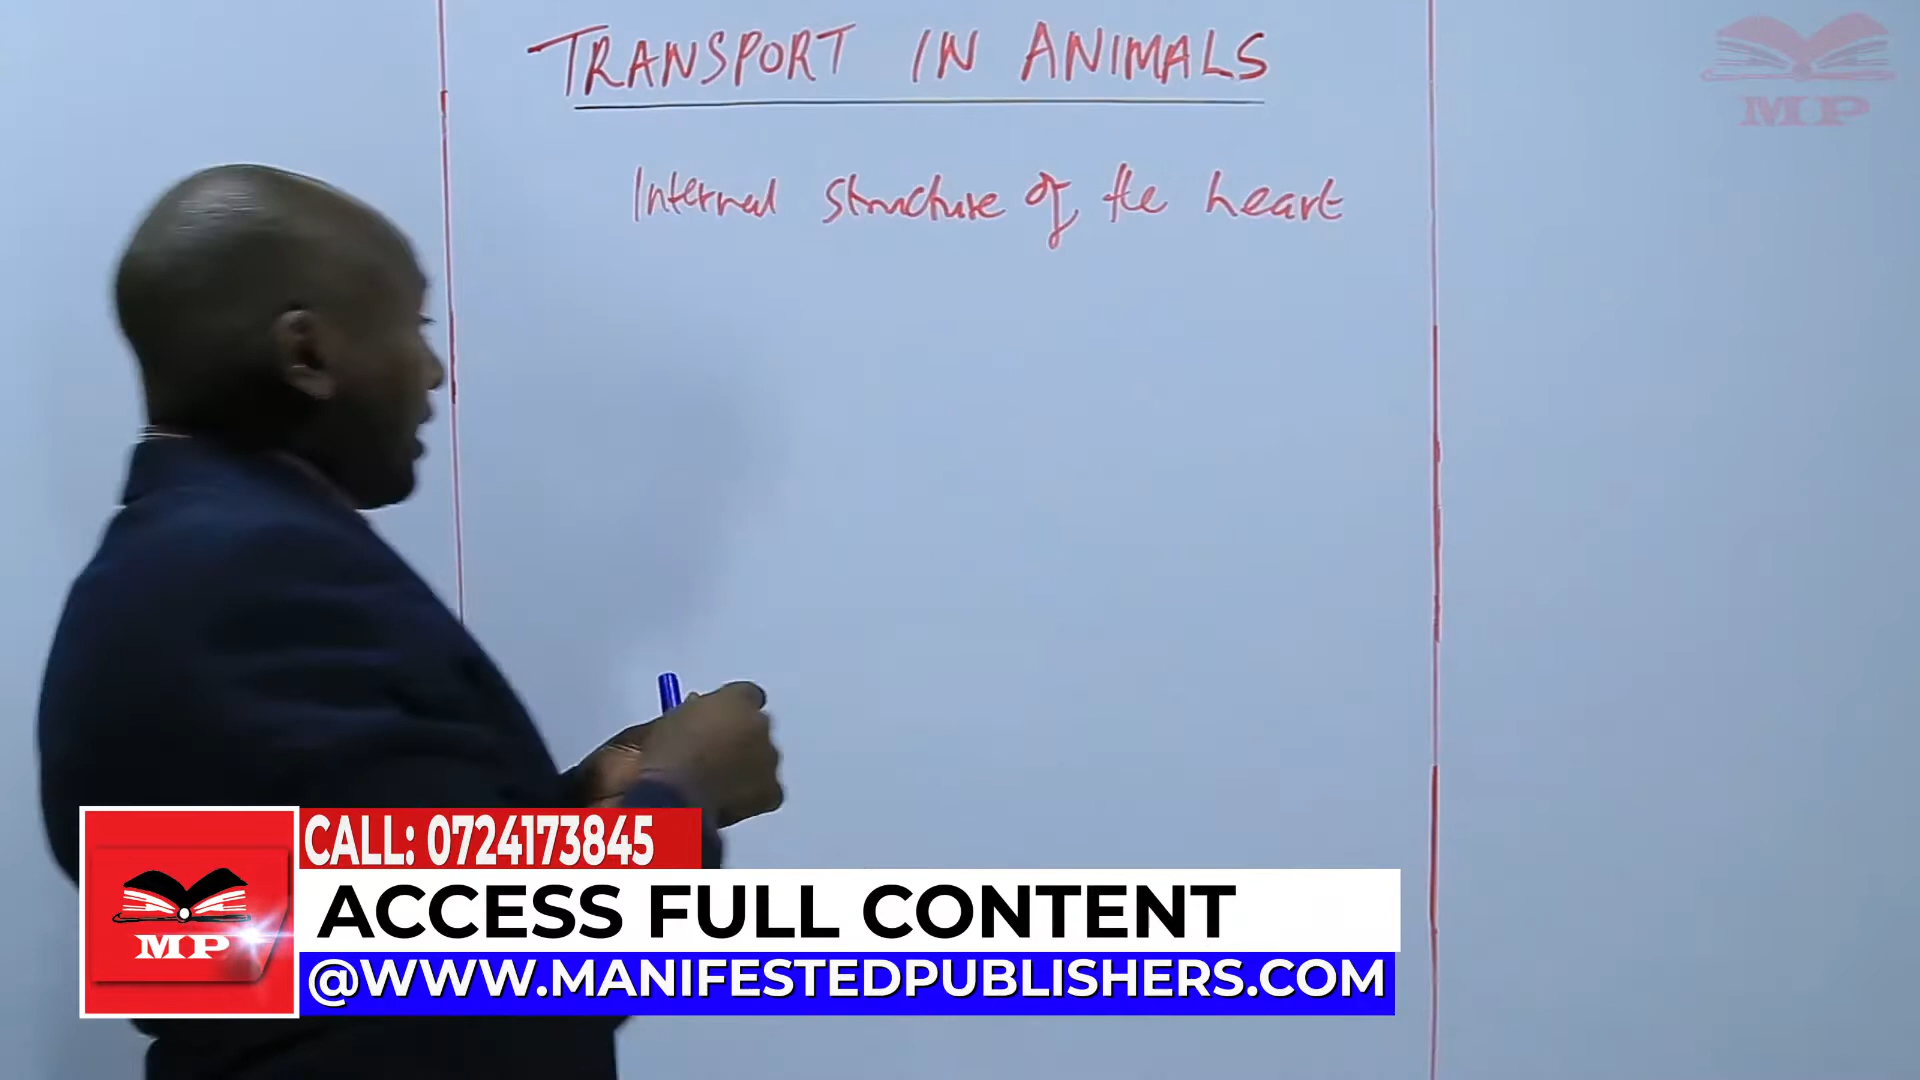 TRANSPORT IN ANIMALS
MP
Internal structure of the heart
CALL: 0724173845
ACCESS FULL CONTENT
MP
@WWW.MANIFESTEDPUBLISHERS.COM